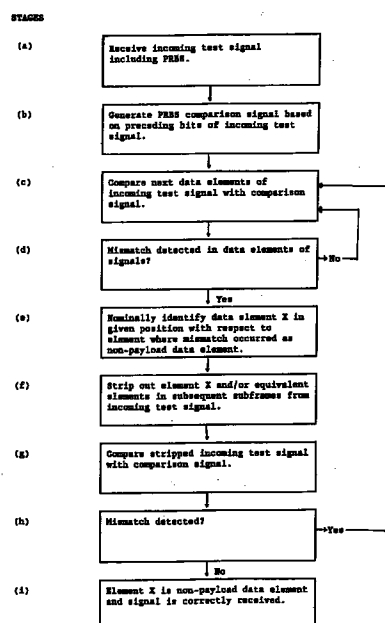 STAGES
(a)
Receive incoming test signal
including PRBS.
(b)
Generate PRBS comparison signal based
on preceding bits of incoming test
signal.
(c)
Compare next data elements of
incoming test signal with comparison
signal.
(d)
Mismatch detected in data elements of
signals?
No
Yes
(e)
Nominally identify data element X in
given position with respect to
element where mismatch occurred as
non-payload data element.
(f)
Strip out element X and/or equivalent
elements in subsequent subframes from
incoming test signal.
(g)
Compare stripped incoming test signal
with comparison signal.
(h)
Mismatch detected?
Yes
No
(i)
Element X is non-payload data element
and signal is correctly received.